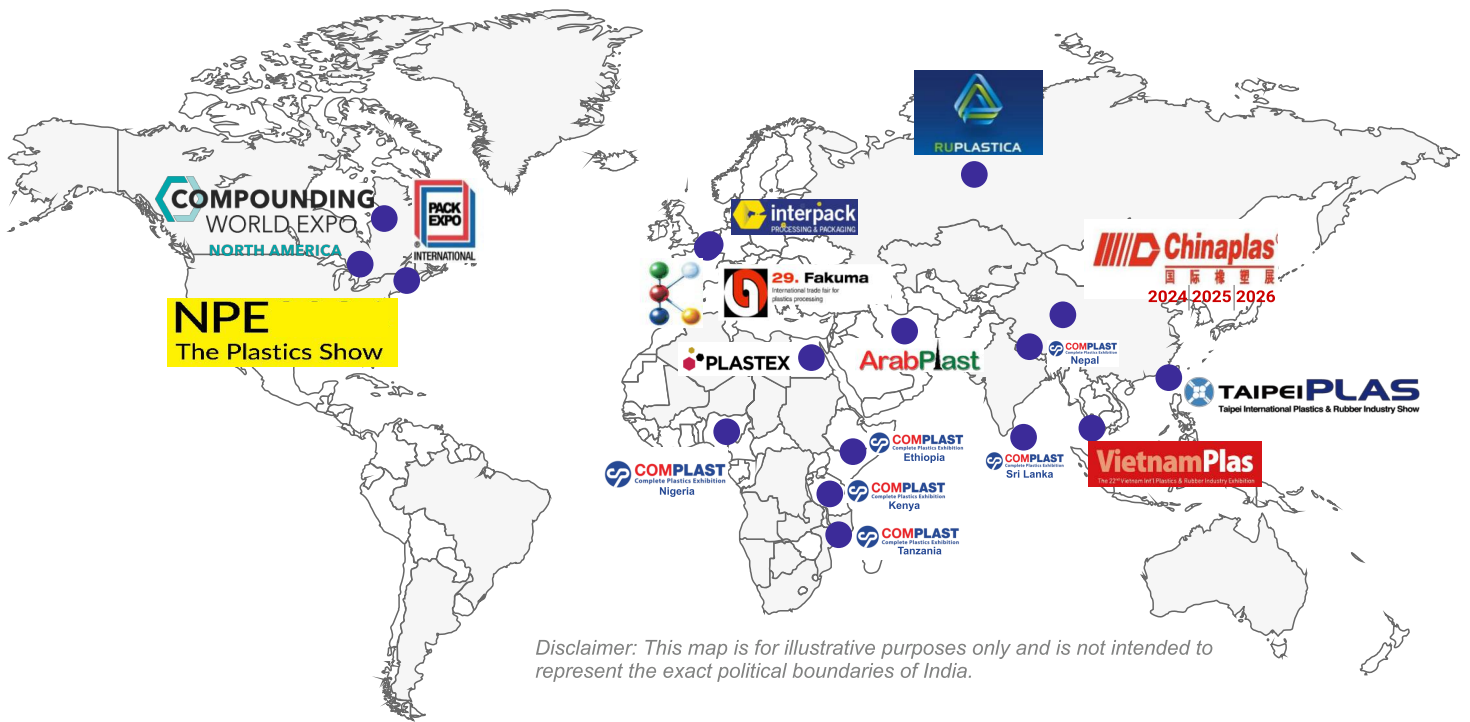 RUPLASTICA
COMPOUNDING
WORLD EXPO
NORTH AMERICA
PACK
EXPO
®
INTERNATIONAL
interpack
PROCESSING & PACKAGING
Chinaplas®
国际橡塑展
2024|2025|2026
29. Fakuma
International trade fair for
plastics processing
NPE
The Plastics Show
PLASTEX
ArabPlast
COMPLAST
Complete Plastics Exhibition
Nepal
TAIPEIPLAS
Taipei International Plastics & Rubber Industry Show
COMPLAST
Complete Plastics Exhibition
Ethiopia
COMPLAST
Complete Plastics Exhibition
Sri Lanka
VietnamPlas
The 22nd Vietnam Int'l Plastics & Rubber Industry Exhibition
COMPLAST
Complete Plastics Exhibition
Nigeria
COMPLAST
Complete Plastics Exhibition
Kenya
COMPLAST
Complete Plastics Exhibition
Tanzania
Disclaimer: This map is for illustrative purposes only and is not intended to
represent the exact political boundaries of India.